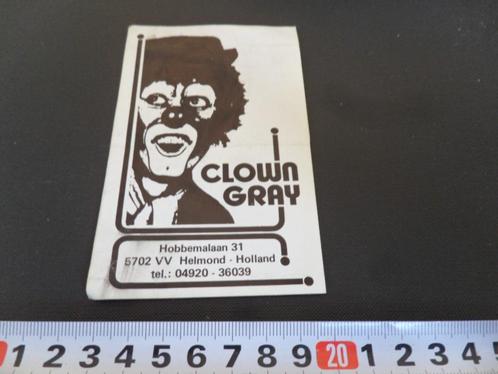 CLOWN
GRAY
Hobbemalaan 31
5702 VV Helmond - Holland
tel.: 04920 - 36039
1 2 3 4 5 6 7 8 9 20 1 2 3 4